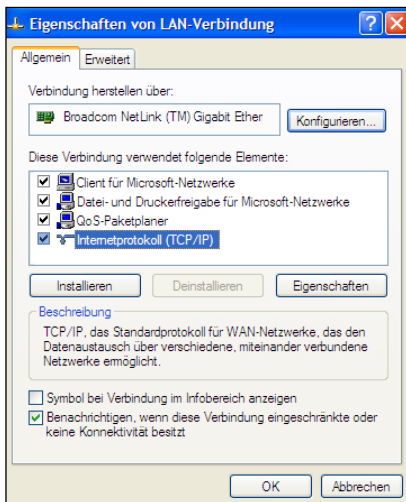 Eigenschaften von LAN-Verbindung
Allgemein Erweitert
Verbindung herstellen über:
Broadcom NetLink (TM) Gigabit Ether Konfigurieren...
Diese Verbindung verwendet folgende Elemente:
Client für Microsoft-Netzwerke
Datei- und Druckerfreigabe für Microsoft-Netzwerke
QoS-Paketplaner
Internetprotokoll (TCP/IP)
Installieren Deinstallieren Eigenschaften
Beschreibung
TCP/IP, das Standardprotokoll für WAN-Netzwerke, das den
Datenaustausch über verschiedene, miteinander verbundene
Netzwerke ermöglicht.
Symbol bei Verbindung im Infobereich anzeigen
Benachrichtigen, wenn diese Verbindung eingeschränkte oder
keine Konnektivität besitzt
OK Abbrechen